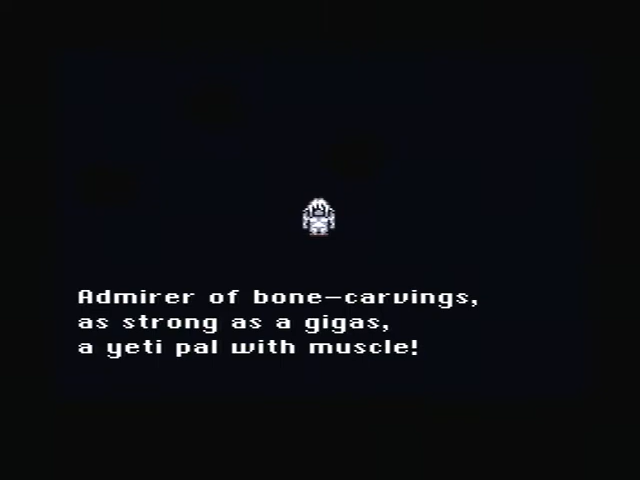 Admirer of bone-carvings,
as strong as a gigas,
a yeti pal with muscle!